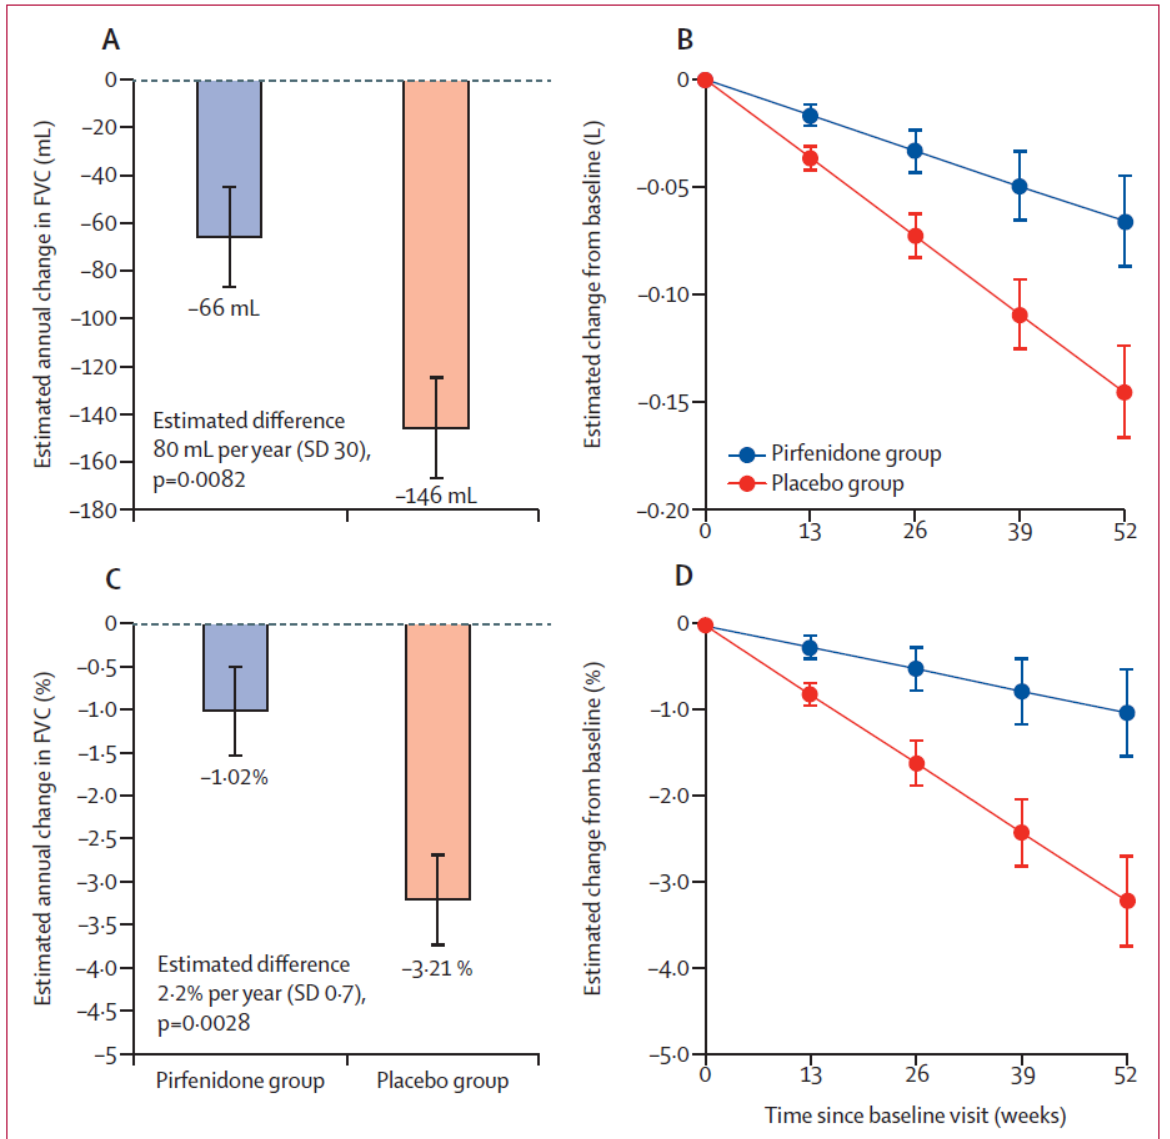 A
Estimated annual change in FVC (mL)
0
–20
–40
–60
–80
–100
–120
–140
–160
–180
–66 mL
–146 mL
Estimated difference
80 mL per year (SD 30),
p=0·0082
B
Estimated change from baseline (L)
0
–0·05
–0·10
–0·15
–0·20
Pirfenidone group
Placebo group
0 13 26 39 52
C
Estimated annual change in FVC (%)
0
–0·5
–1·0
–1·5
–2·0
–2·5
–3·0
–3·5
–4·0
–4·5
–5
–1·02%
–3·21 %
Estimated difference
2·2% per year (SD 0·7),
p=0·0028
Pirfenidone group Placebo group
D
Estimated change from baseline (%)
0
–1·0
–2·0
–3·0
–4·0
–5·0
0 13 26 39 52
Time since baseline visit (weeks)